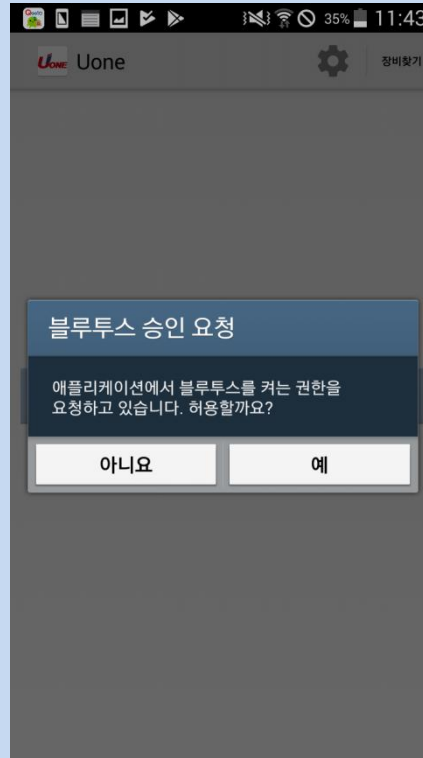 35% 11:43
UONE Uone 장비찾기
블루투스 승인 요청
애플리케이션에서 블루투스를 켜는 권한을
요청하고 있습니다. 허용할까요?
아니요 예